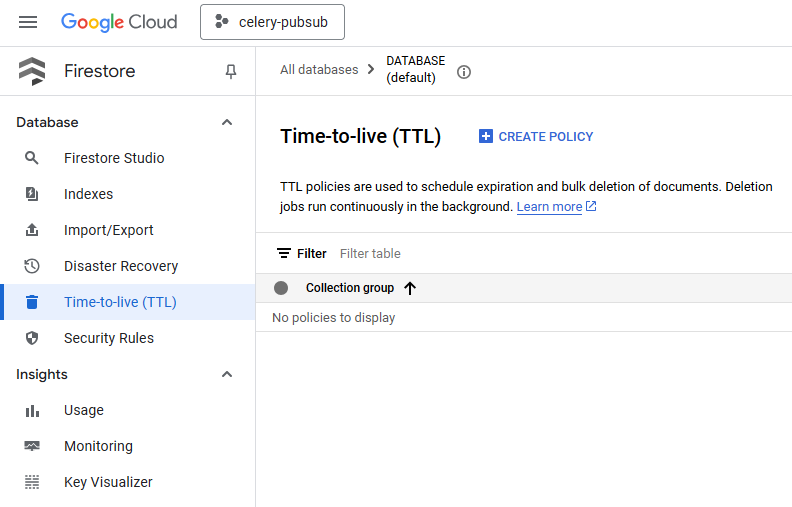 Google Cloud
celery-pubsub
Firestore
All databases
DATABASE
(default)
Database
Firestore Studio
Indexes
Import/Export
Disaster Recovery
Time-to-live (TTL)
Security Rules
Insights
Usage
Monitoring
Key Visualizer
Time-to-live (TTL)
CREATE POLICY
TTL policies are used to schedule expiration and bulk deletion of documents. Deletion
jobs run continuously in the background. Learn more
Filter Filter table
Collection group
No policies to display